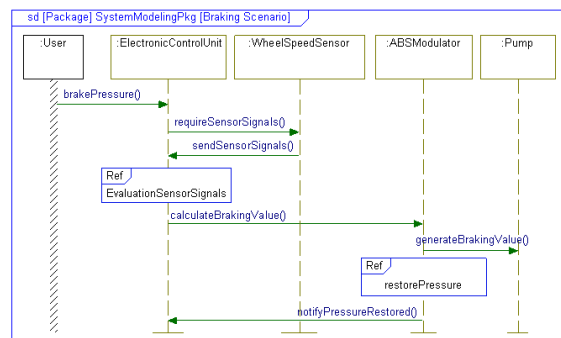 sd [Package] SystemModelingPkg [Braking Scenario]
:User
:ElectronicControlUnit
:WheelSpeedSensor
:ABSModulator
:Pump
brakePressure()
requireSensorSignals()
sendSensorSignals()
Ref
EvaluationSensorSignals
calculateBrakingValue()
generateBrakingValue()
Ref
restorePressure
notifyPressureRestored()